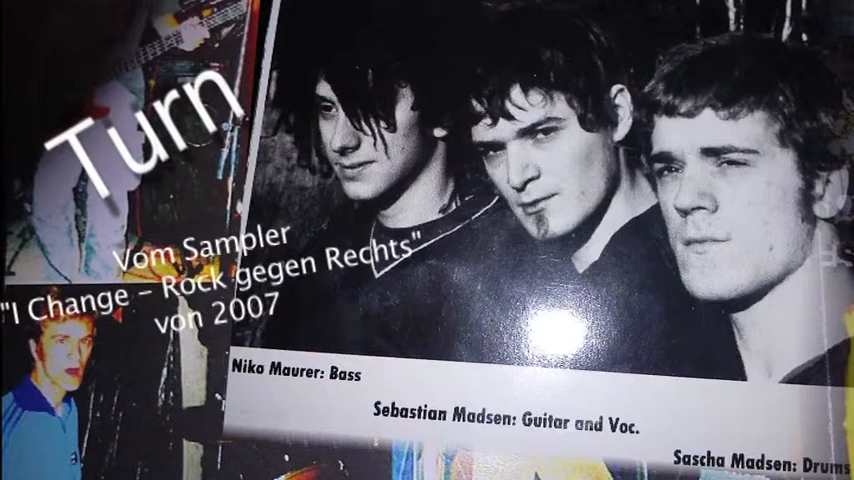 Turn
Vom Sampler
"I Change – Rock gegen Rechts"
von 2007
Niko Maurer: Bass
Sebastian Madsen: Guitar and Voc.
Sascha Madsen: Drums